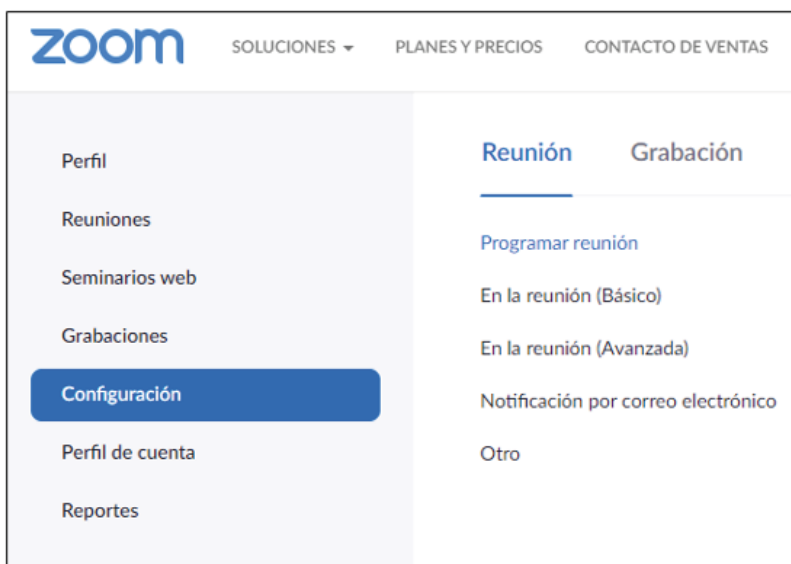 zoom SOLUCIONES PLANES Y PRECIOS CONTACTO DE VENTAS
Perfil
Reuniones
Seminarios web
Grabaciones
Configuración
Perfil de cuenta
Reportes
Reunión Grabación
Programar reunión
En la reunión (Básico)
En la reunión (Avanzada)
Notificación por correo electrónico
Otro